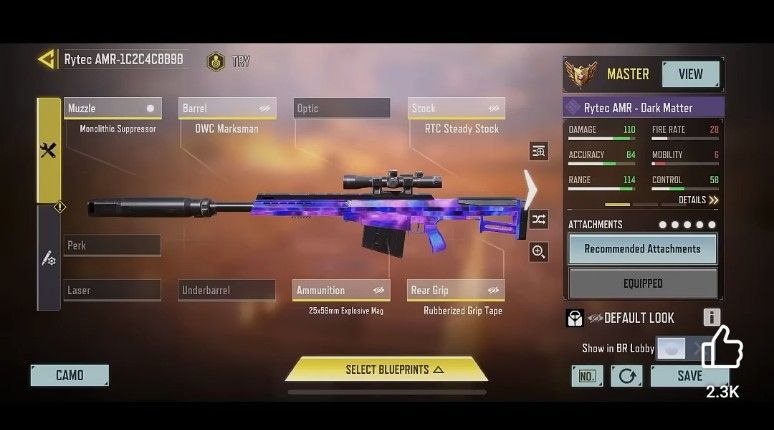 Rytec AMR-1C2C4C8B9B
TRY
MASTER
VIEW
Muzzle
Monolithic Suppressor
Barrel
OWC Marksman
Optic
Stock
RTC Steady Stock
Rytec AMR - Dark Matter
DAMAGE 110
FIRE RATE 28
ACCURACY 84
MOBILITY 6
RANGE 114
CONTROL 58
DETAILS
ATTACHMENTS
Recommended Attachments
EQUIPPED
Perk
Laser
Underbarrel
Ammunition
25x59mm Explosive Mag
Rear Grip
Rubberized Grip Tape
DEFAULT LOOK
Show in BR Lobby
CAMO
SELECT BLUEPRINTS
NO.
SAVE
2.3K